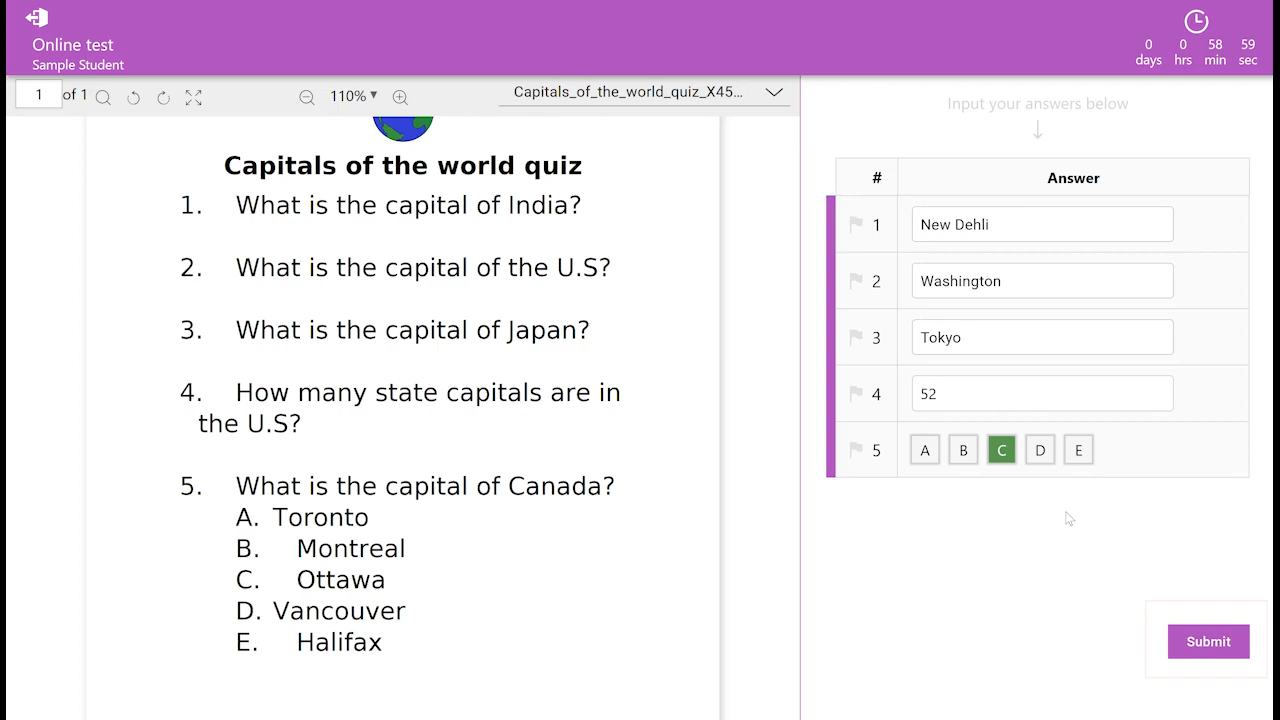 Online test
Sample Student
0 0 58 59
days hrs min sec
1 of 1
110%
Capitals_of_the_world_quiz_X45...
Capitals of the world quiz
1. What is the capital of India?
2. What is the capital of the U.S?
3. What is the capital of Japan?
4. How many state capitals are in
the U.S?
5. What is the capital of Canada?
A. Toronto
B. Montreal
C. Ottawa
D. Vancouver
E. Halifax
Input your answers below
# Answer
1 New Dehli
2 Washington
3 Tokyo
4 52
5 A B C D E
Submit